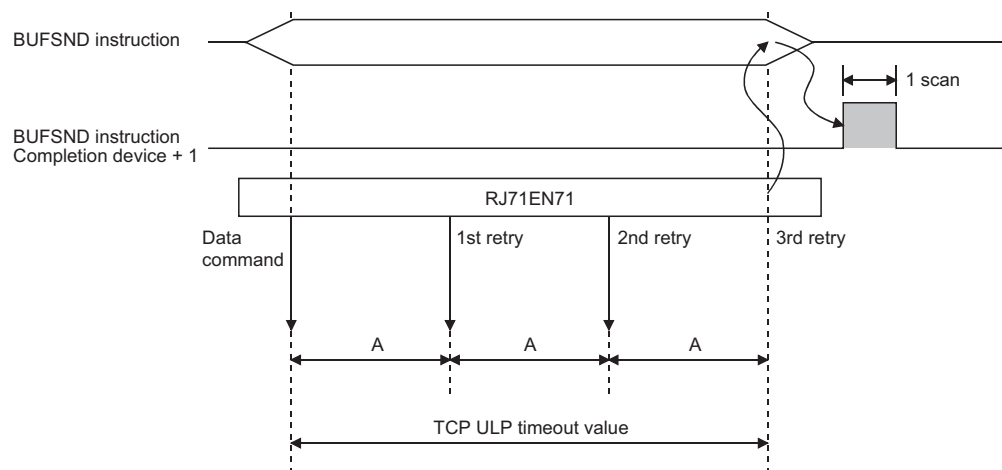 BUFSND instruction
1 scan
BUFSND instruction
Completion device + 1
RJ71EN71
Data
command
1st retry
2nd retry
3rd retry
A
A
A
TCP ULP timeout value